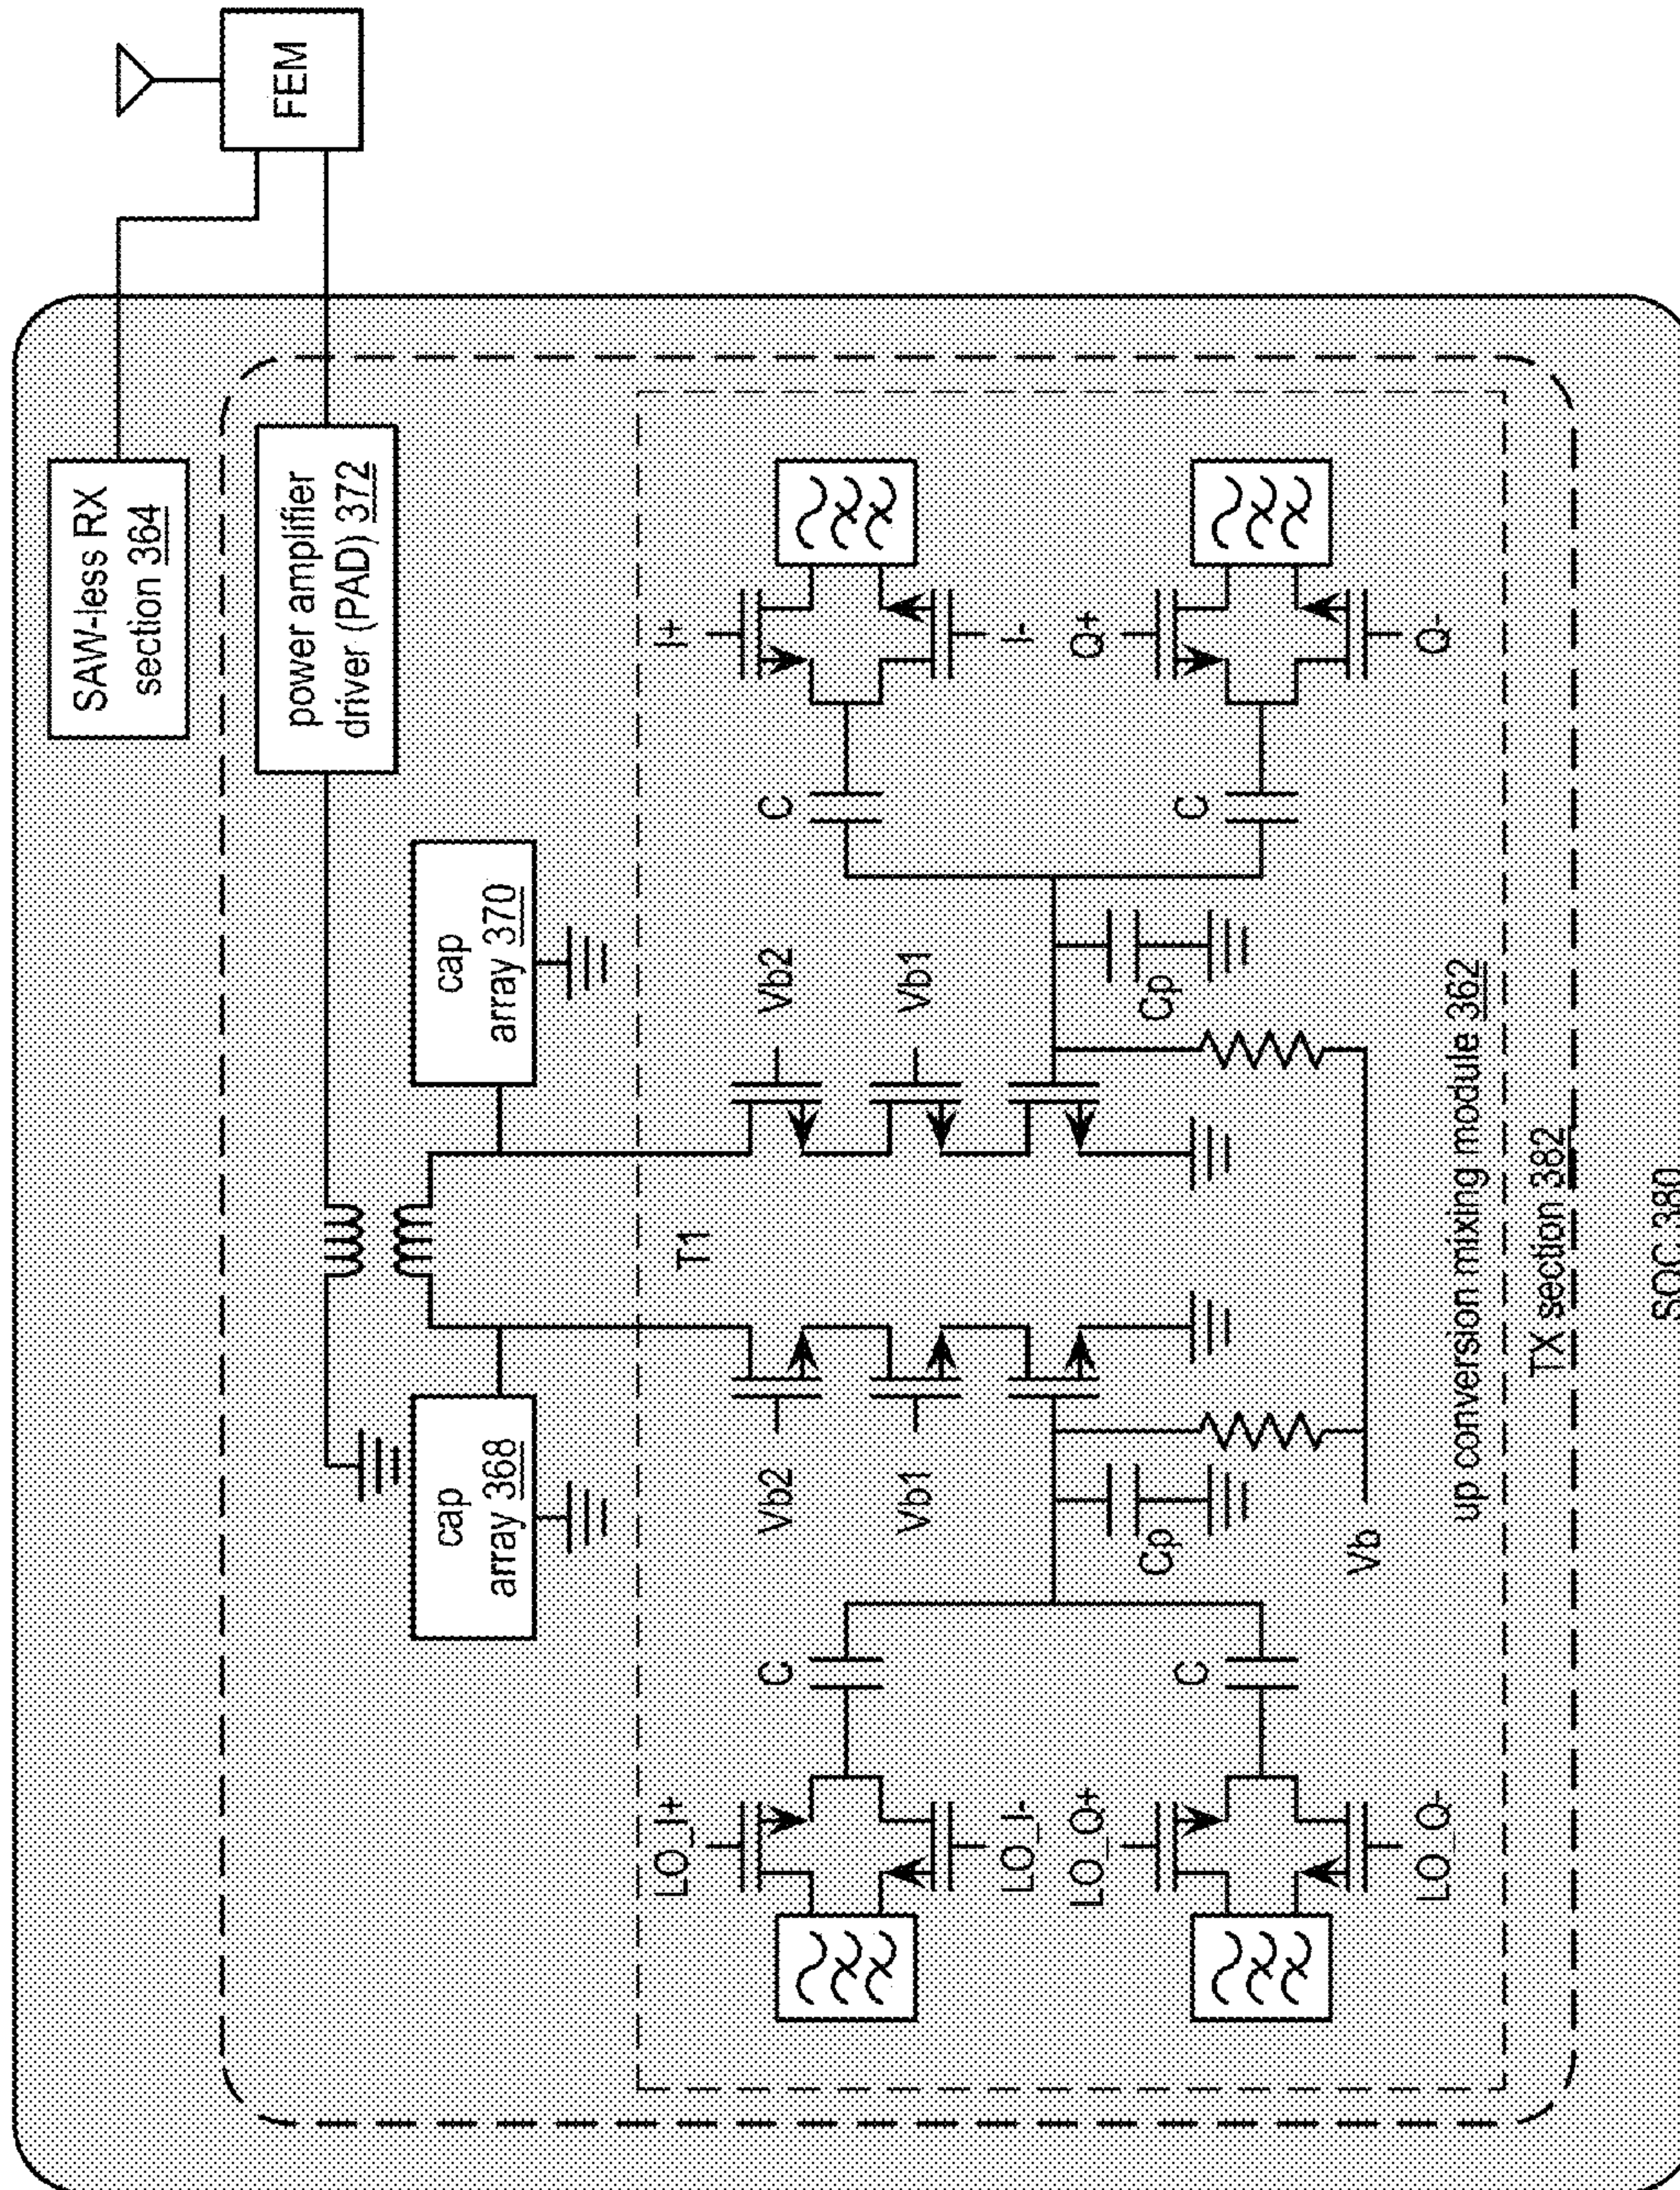 SAW-less RX
section 364
FEM
power amplifier
driver (PAD) 372
cap
array 368
cap
array 370
T1
Vb2
Vb2
Vb1
Vb1
LO_I+
LO_I-
LO_Q+
LO_Q-
I+
I-
Q+
Q-
C
C
C
C
Cp
Cp
Vb
up conversion mixing module 362
TX section 382
SOC 380